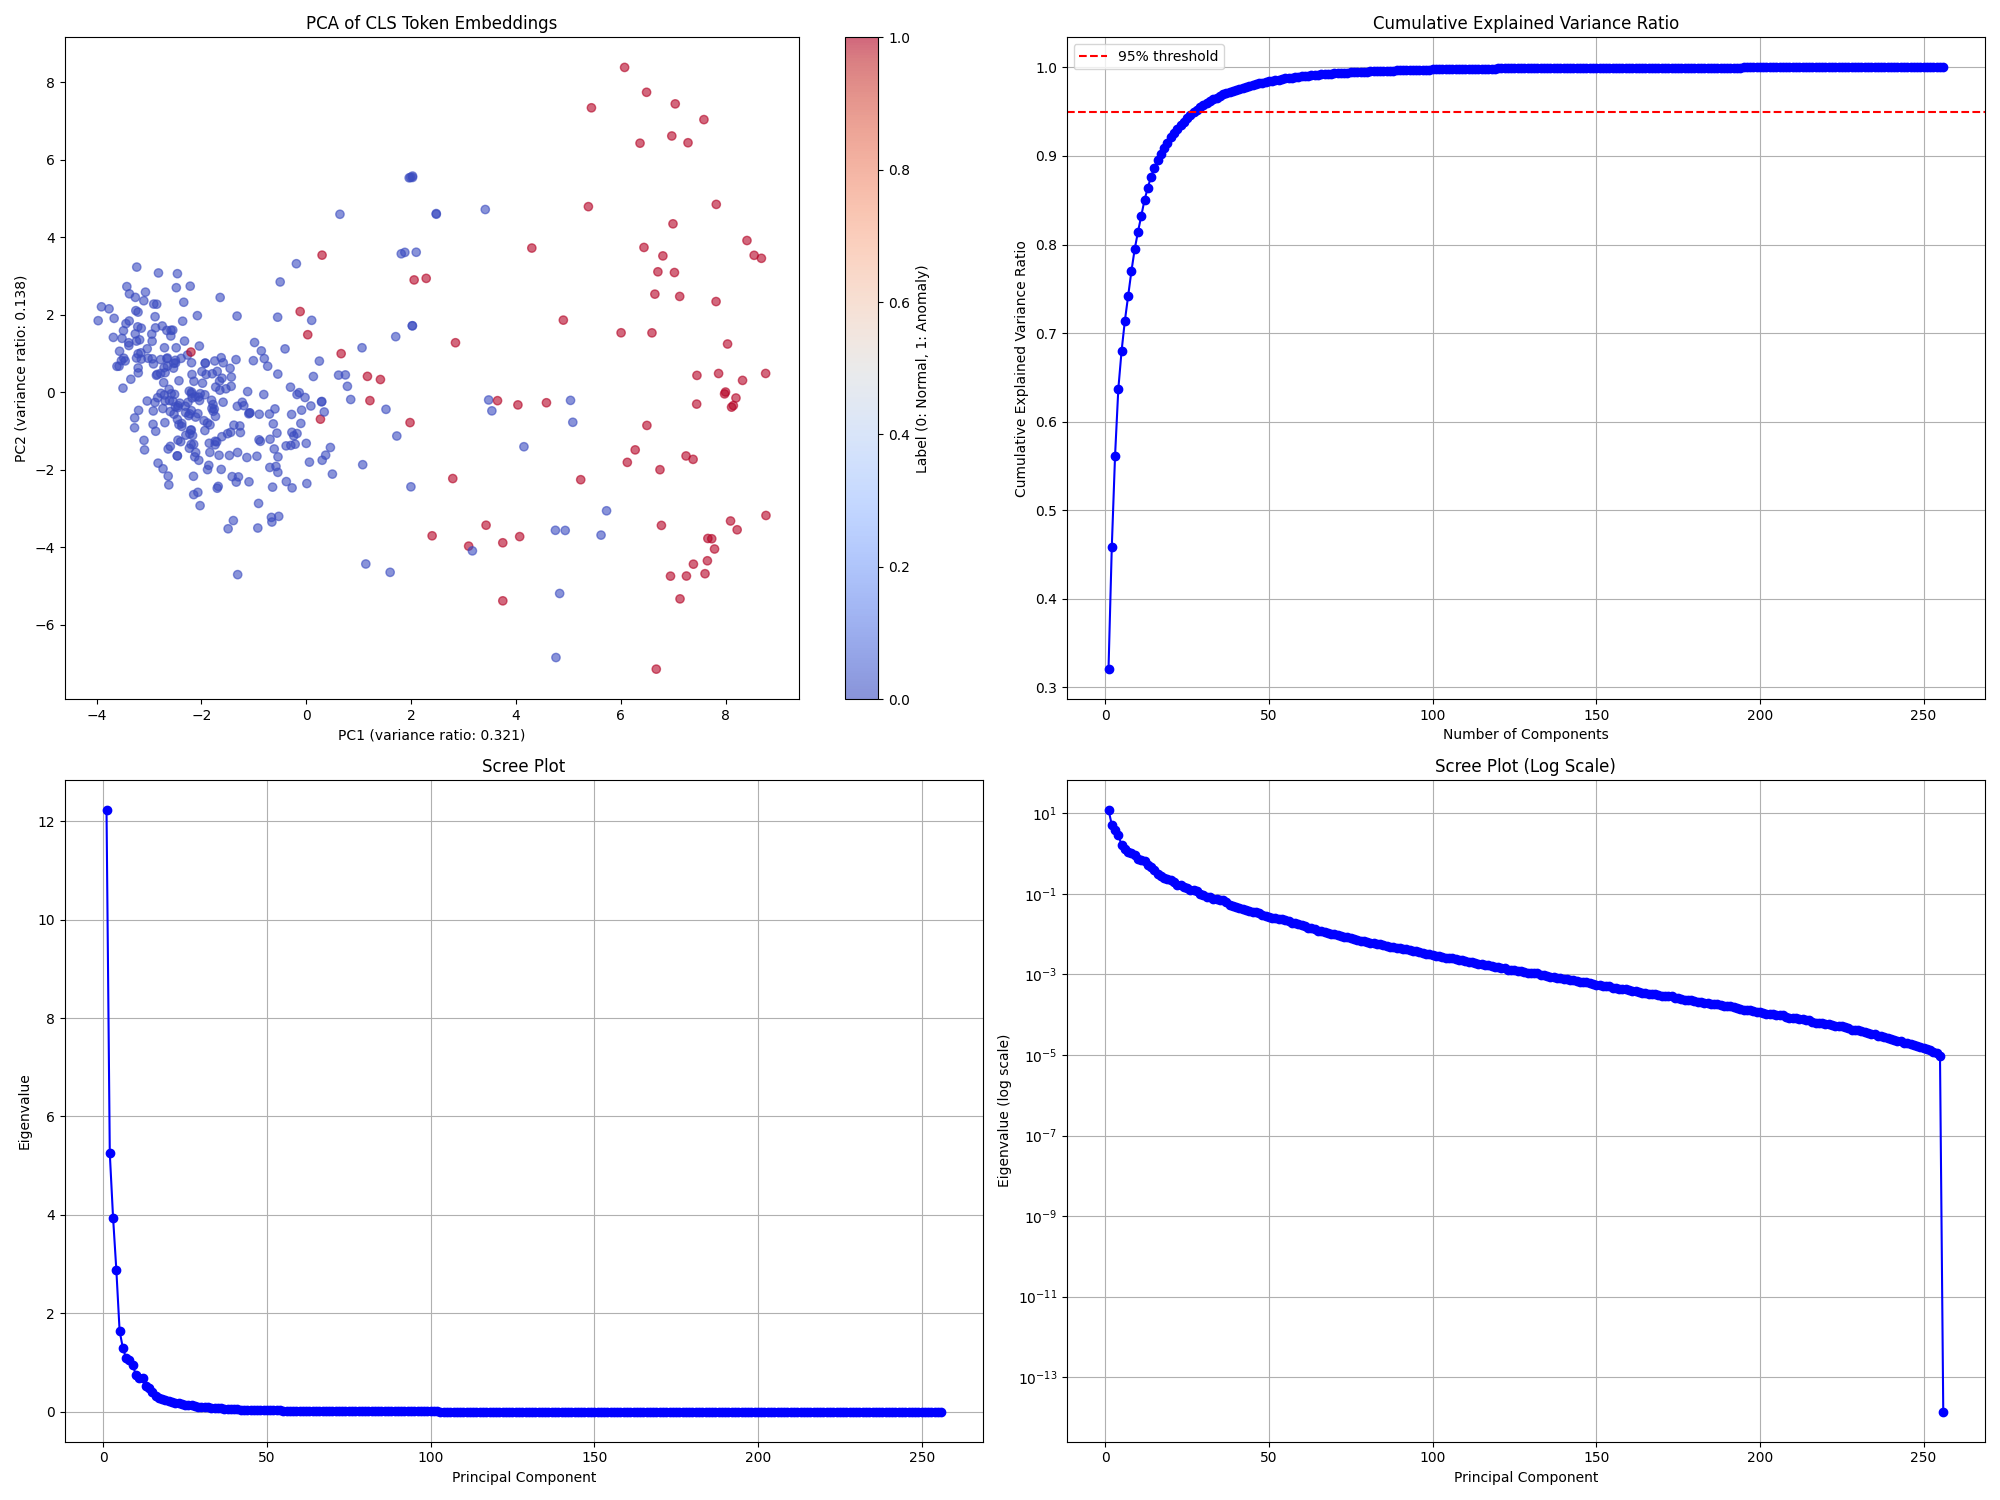 PCA of CLS Token Embeddings
8
6
4
2
0
−2
−4
−6
PC2 (variance ratio: 0.138)
−4 −2 0 2 4 6 8
PC1 (variance ratio: 0.321)
1.0
0.8
0.6
0.4
0.2
0.0
Label (0: Normal, 1: Anomaly)
Cumulative Explained Variance Ratio
95% threshold
1.0
0.9
0.8
0.7
0.6
0.5
0.4
0.3
Cumulative Explained Variance Ratio
0 50 100 150 200 250
Number of Components
Scree Plot
12
10
8
6
4
2
0
Eigenvalue
0 50 100 150 200 250
Principal Component
Scree Plot (Log Scale)
10¹
10⁻¹
10⁻³
10⁻⁵
10⁻⁷
10⁻⁹
10⁻¹¹
10⁻¹³
Eigenvalue (log scale)
0 50 100 150 200 250
Principal Component